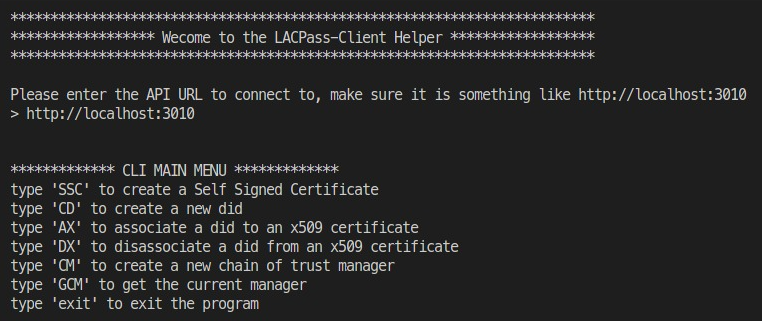 *************************************************************************
****************** Wecome to the LACPass-Client Helper ******************
*************************************************************************
Please enter the API URL to connect to, make sure it is something like http://localhost:3010
> http://localhost:3010
************* CLI MAIN MENU *************
type 'SSC' to create a Self Signed Certificate
type 'CD' to create a new did
type 'AX' to associate a did to an x509 certificate
type 'DX' to disassociate a did from an x509 certificate
type 'CM' to create a new chain of trust manager
type 'GCM' to get the current manager
type 'exit' to exit the program